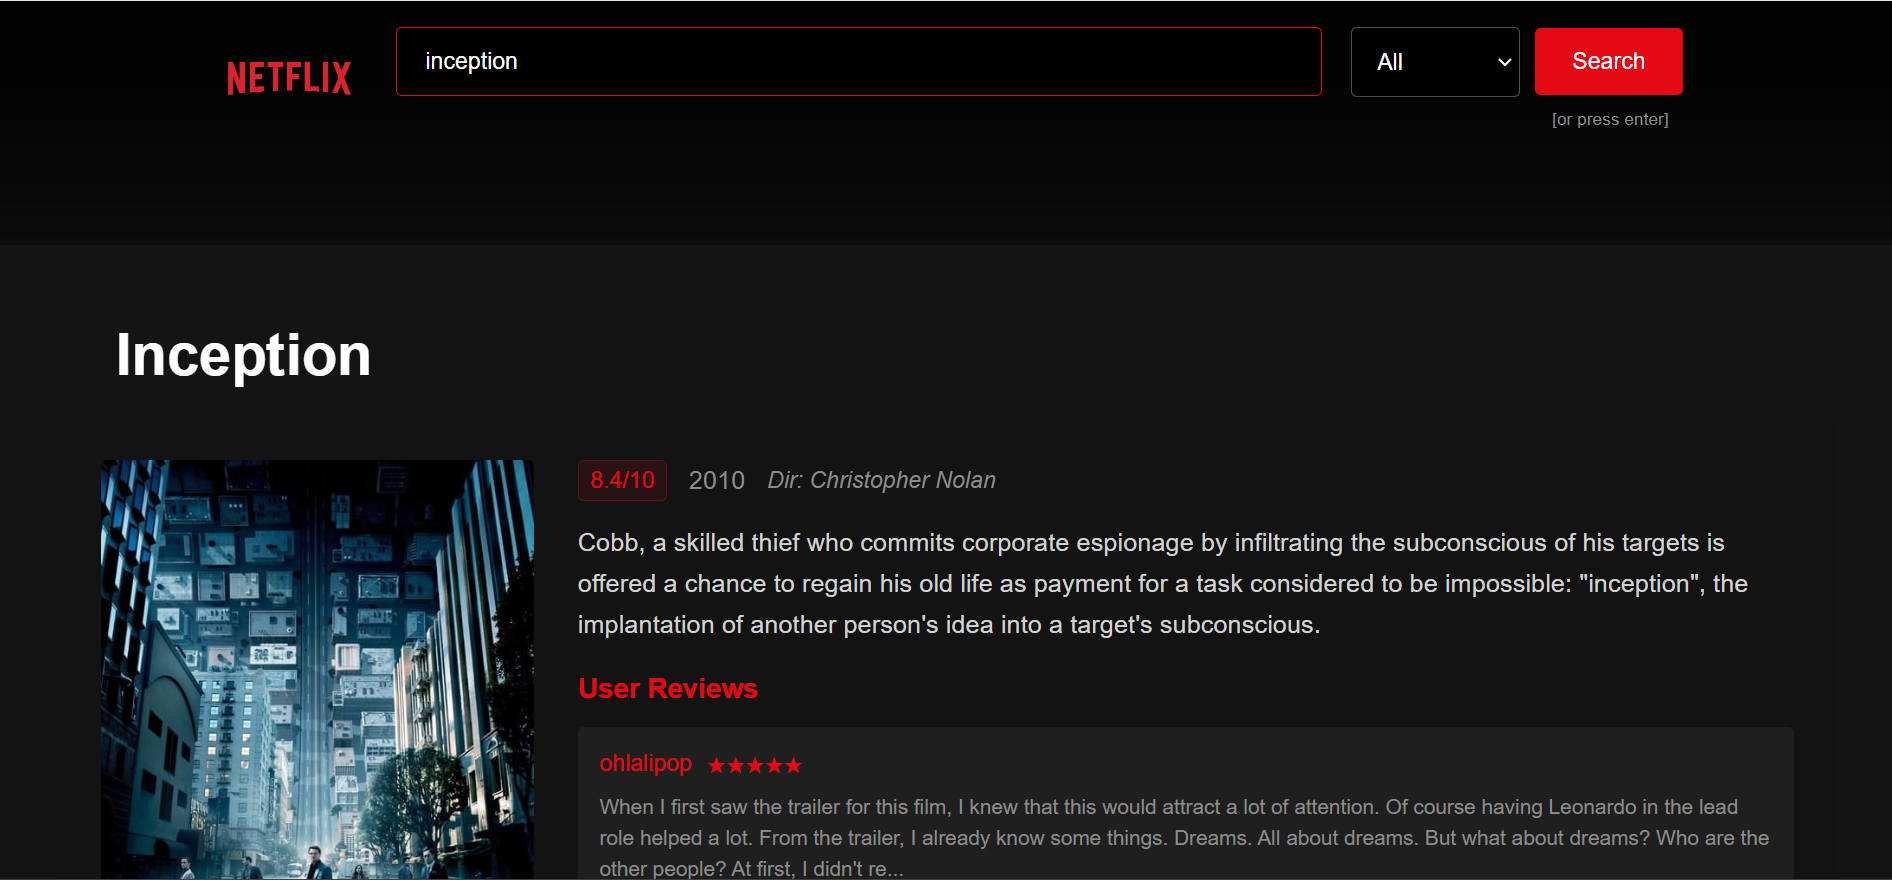 NETFLIX
inception
All
Search
[or press enter]
Inception
8.4/10 2010 Dir: Christopher Nolan
Cobb, a skilled thief who commits corporate espionage by infiltrating the subconscious of his targets is
offered a chance to regain his old life as payment for a task considered to be impossible: "inception", the
implantation of another person's idea into a target's subconscious.
User Reviews
ohlalipop ★★★★★
When I first saw the trailer for this film, I knew that this would attract a lot of attention. Of course having Leonardo in the lead
role helped a lot. From the trailer, I already know some things. Dreams. All about dreams. But what about dreams? Who are the
other people? At first, I didn't re...